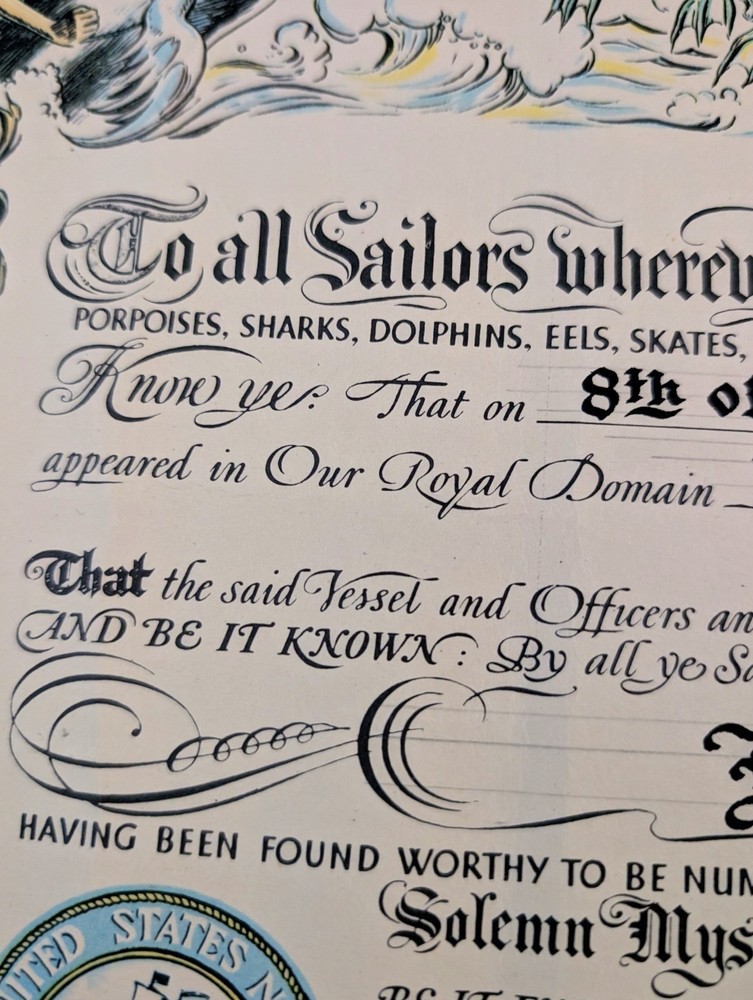 To all Sailors wherev
PORPOISES, SHARKS, DOLPHINS, EELS, SKATES,
Know ye: That on 8th of
appeared in Our Royal Domain
That the said Vessel and Officers an
AND BE IT KNOWN: By all ye Sa
HAVING BEEN FOUND WORTHY TO BE NUM
Solemn Mys
ITED STATES N